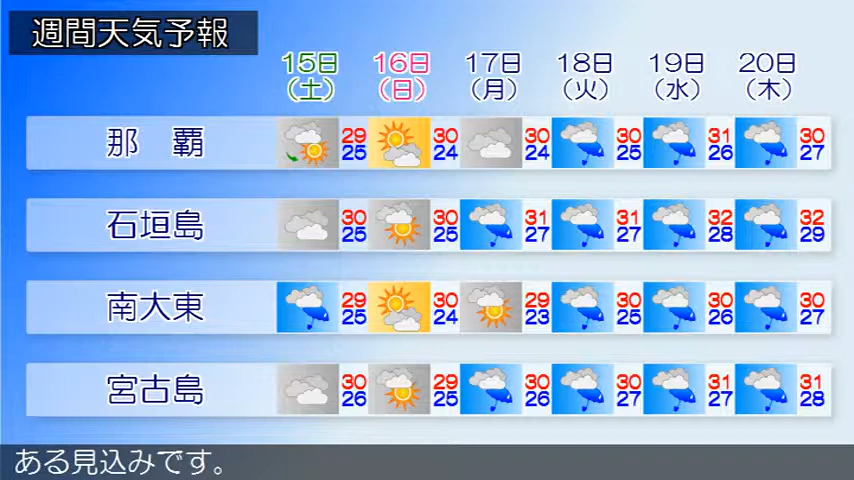 週間天気予報
15日 16日 17日 18日 19日 20日
(土) (日) (月) (火) (水) (木)
那　覇 29 25 30 24 30 24 30 25 31 26 30 27
石垣島 30 25 30 25 31 27 31 27 32 28 32 29
南大東 29 25 30 24 29 23 30 25 30 26 30 27
宮古島 30 26 29 25 30 26 30 27 31 27 31 28
ある見込みです。